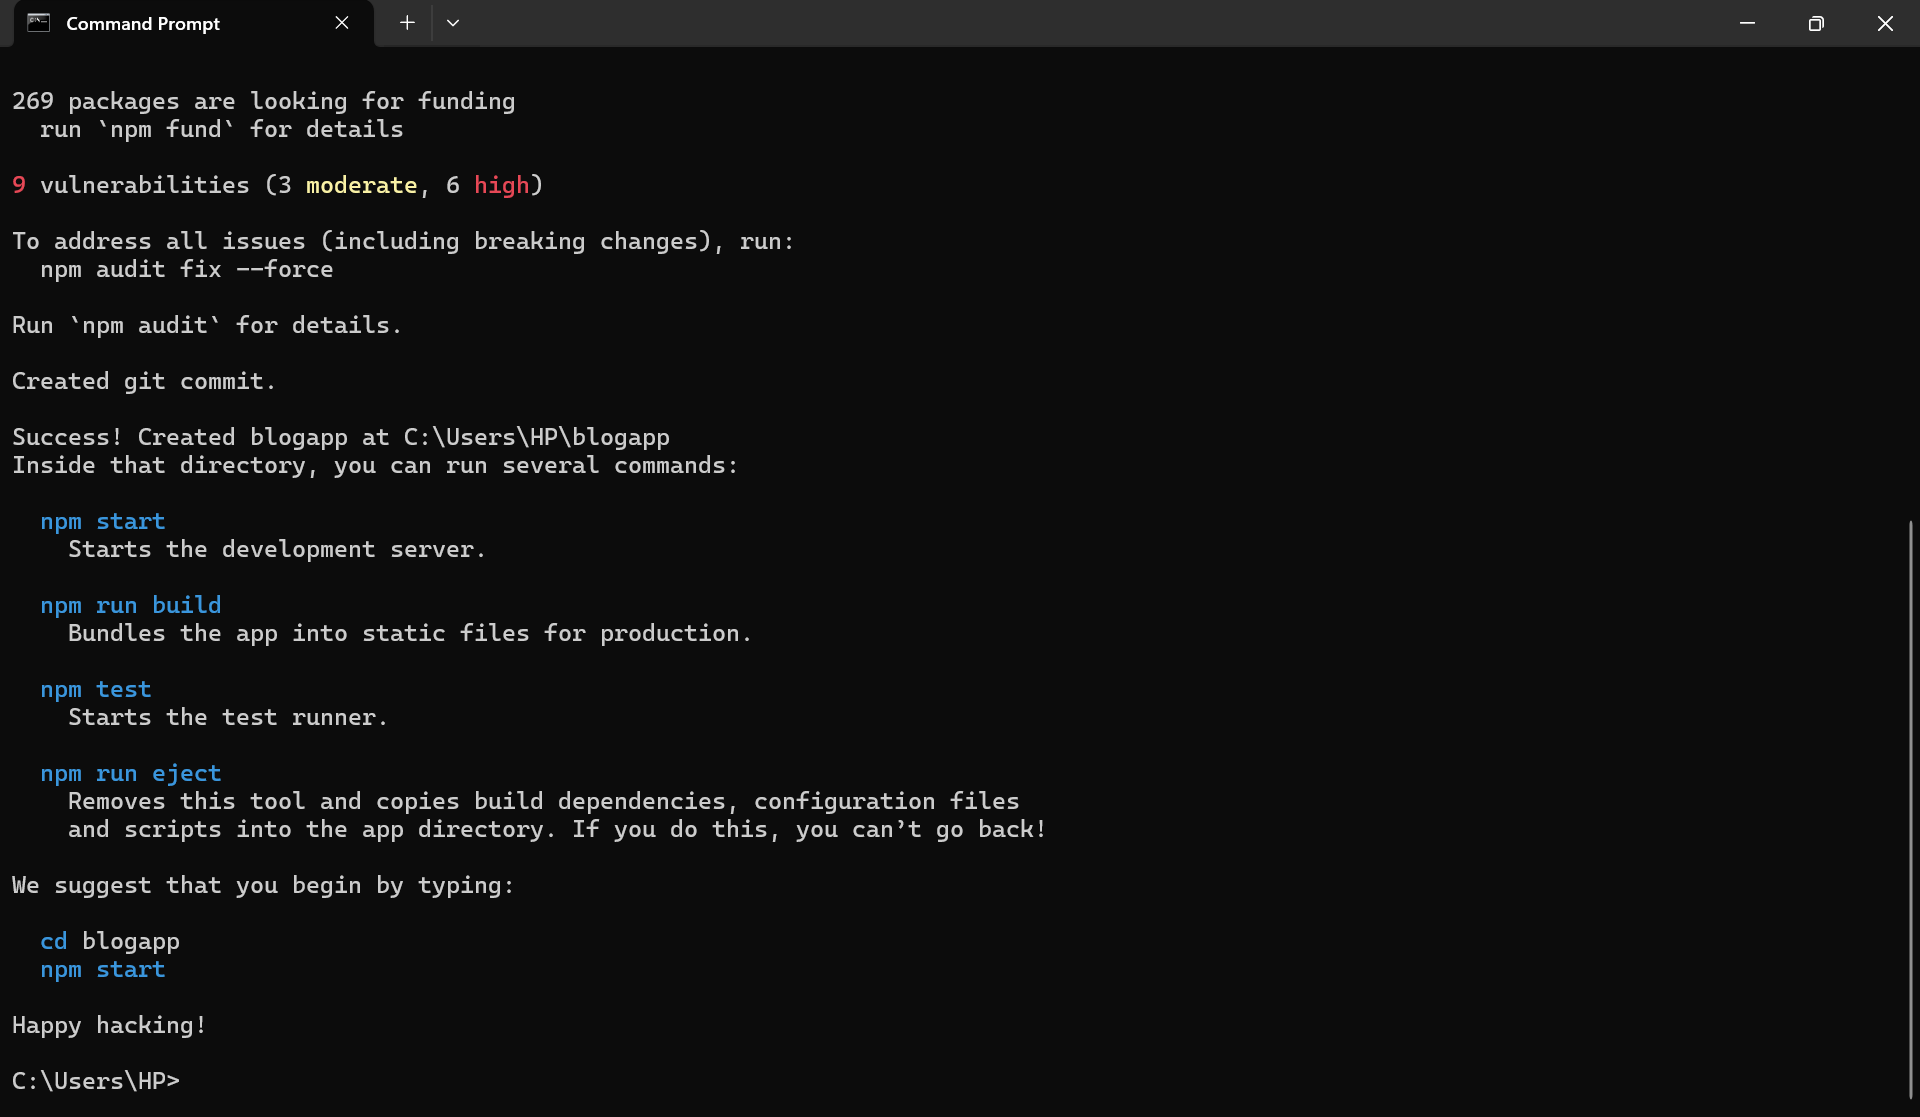 Command Prompt
269 packages are looking for funding
  run `npm fund` for details
9 vulnerabilities (3 moderate, 6 high)
To address all issues (including breaking changes), run:
  npm audit fix --force
Run `npm audit` for details.
Created git commit.
Success! Created blogapp at C:\Users\HP\blogapp
Inside that directory, you can run several commands:
  npm start
    Starts the development server.
  npm run build
    Bundles the app into static files for production.
  npm test
    Starts the test runner.
  npm run eject
    Removes this tool and copies build dependencies, configuration files
    and scripts into the app directory. If you do this, you can’t go back!
We suggest that you begin by typing:
  cd blogapp
  npm start
Happy hacking!
C:\Users\HP>